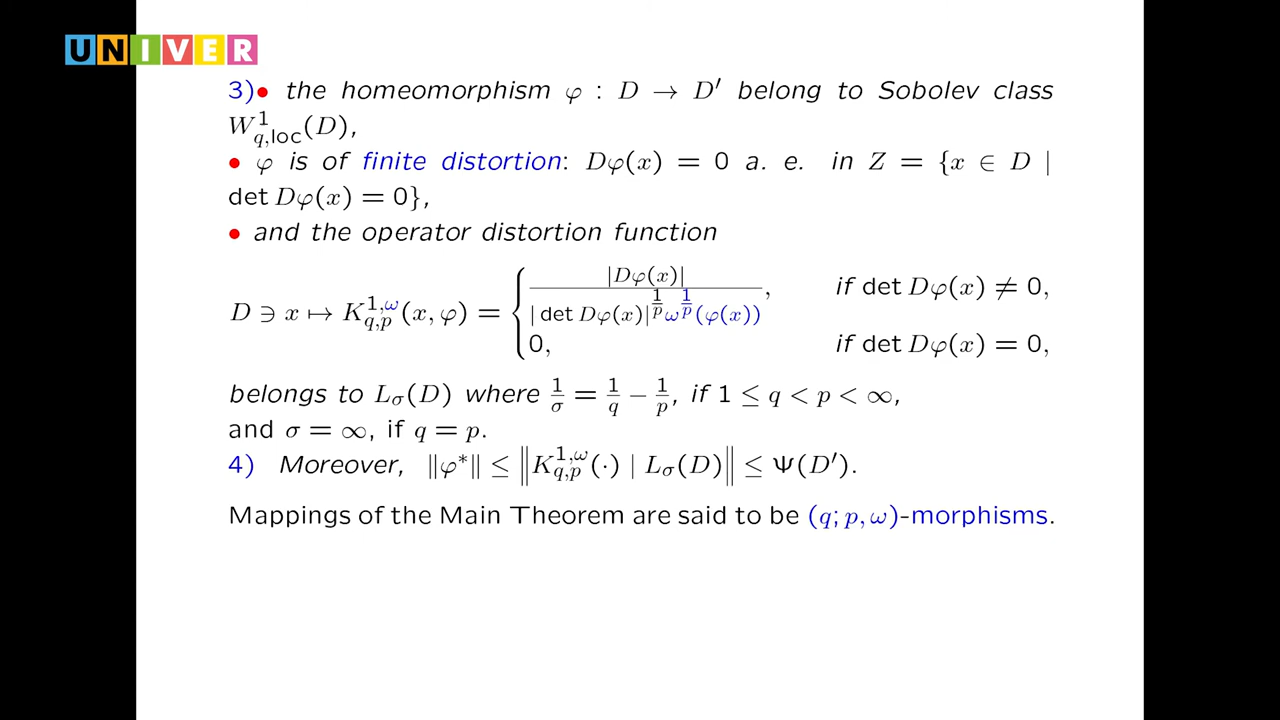 UNIVER
3)• the homeomorphism φ : D → D′ belong to Sobolev class
W¹_{q,loc}(D),
• φ is of finite distortion: Dφ(x) = 0 a. e. in Z = {x ∈ D |
det Dφ(x) = 0},
• and the operator distortion function
D ∋ x ↦ K^{1,ω}_{q,p}(x, φ) = { |Dφ(x)| / |det Dφ(x)|^{1/p} ω^{1/p}(φ(x)), if det Dφ(x) ≠ 0,
0, if det Dφ(x) = 0,
belongs to L_σ(D) where 1/σ = 1/q − 1/p, if 1 ≤ q < p < ∞,
and σ = ∞, if q = p.
4) Moreover, ‖φ*‖ ≤ ‖K^{1,ω}_{q,p}(·) | L_σ(D)‖ ≤ Ψ(D′).
Mappings of the Main Theorem are said to be (q; p, ω)-morphisms.